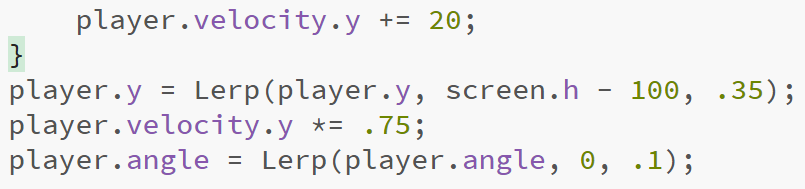 player.velocity.y += 20;
}
player.y = Lerp(player.y, screen.h - 100, .35);
player.velocity.y *= .75;
player.angle = Lerp(player.angle, 0, .1);